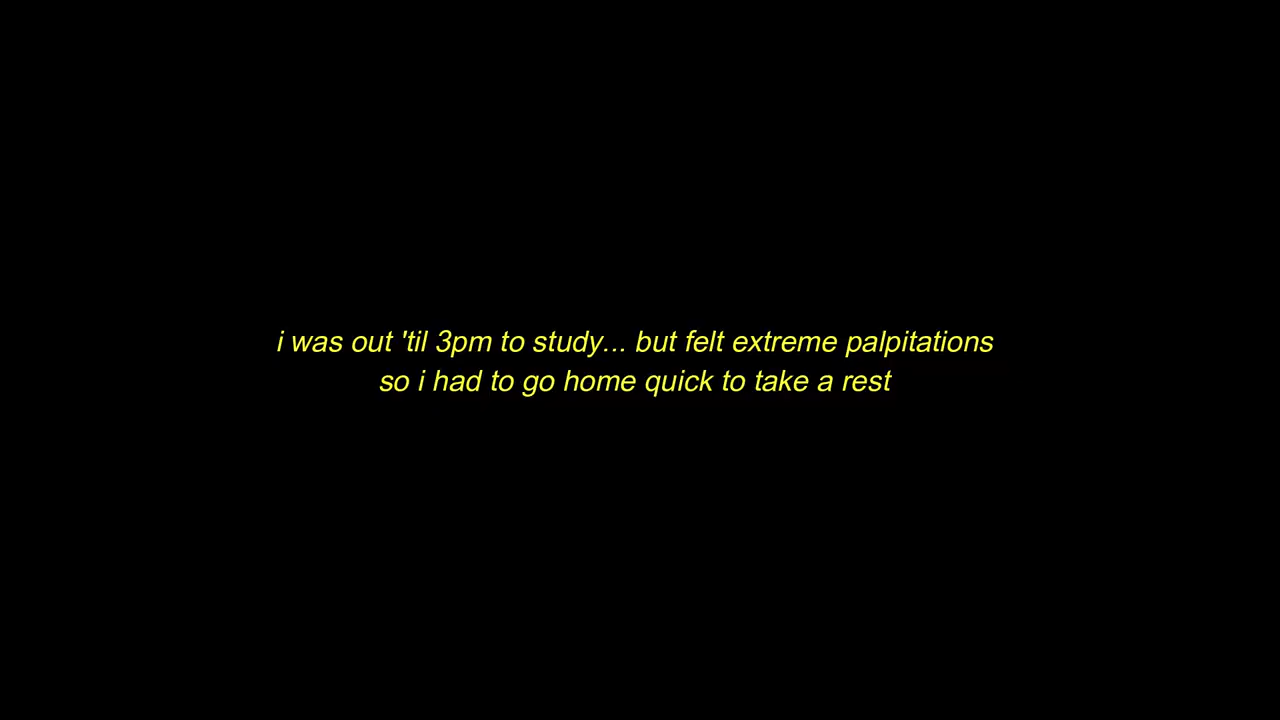 i was out 'til 3pm to study... but felt extreme palpitations
so i had to go home quick to take a rest